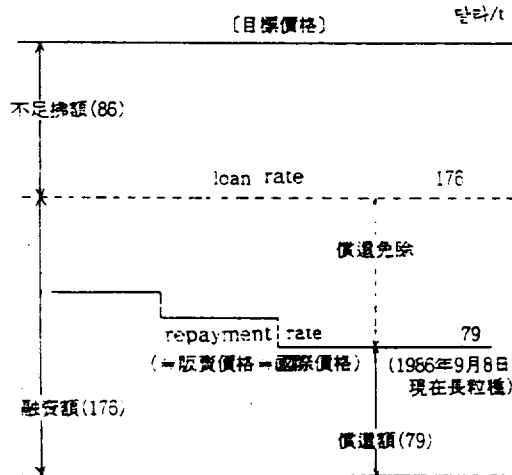 달라/t
〔目標價格〕
不足拂額(86)
loan rate 176
償還免除
repayment rate 79
(=販賣價格=國際價格)
(1986年9月8日
現在長粒種)
融資額(176)
償還額(79)